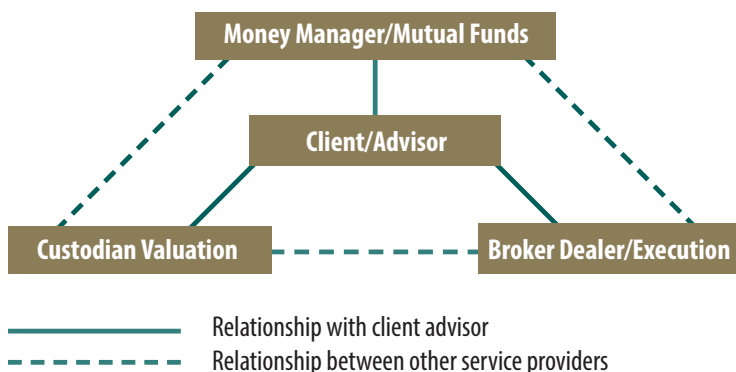 Money Manager/Mutual Funds
Client/Advisor
Custodian Valuation
Broker Dealer/Execution
Relationship with client advisor
Relationship between other service providers